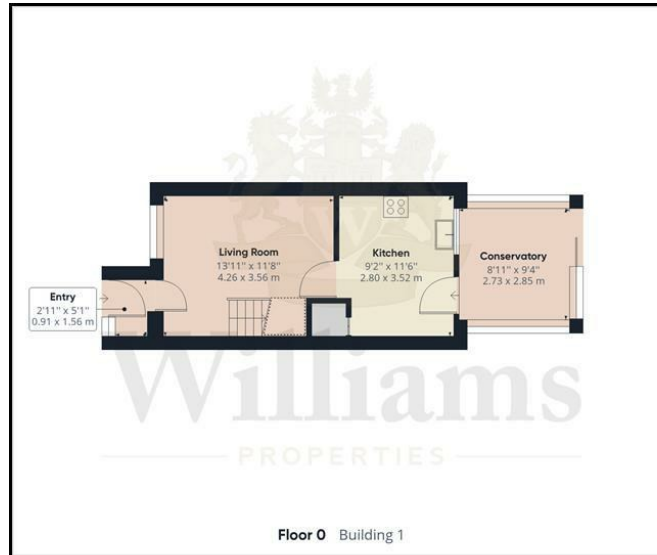 Living Room
13'11" x 11'8"
4.26 x 3.56 m
Kitchen
9'2" x 11'6"
2.80 x 3.52 m
Conservatory
8'11" x 9'4"
2.73 x 2.85 m
Entry
2'11" x 5'1"
0.91 x 1.56 m
W
Williams
PROPERTIES
Floor 0 Building 1